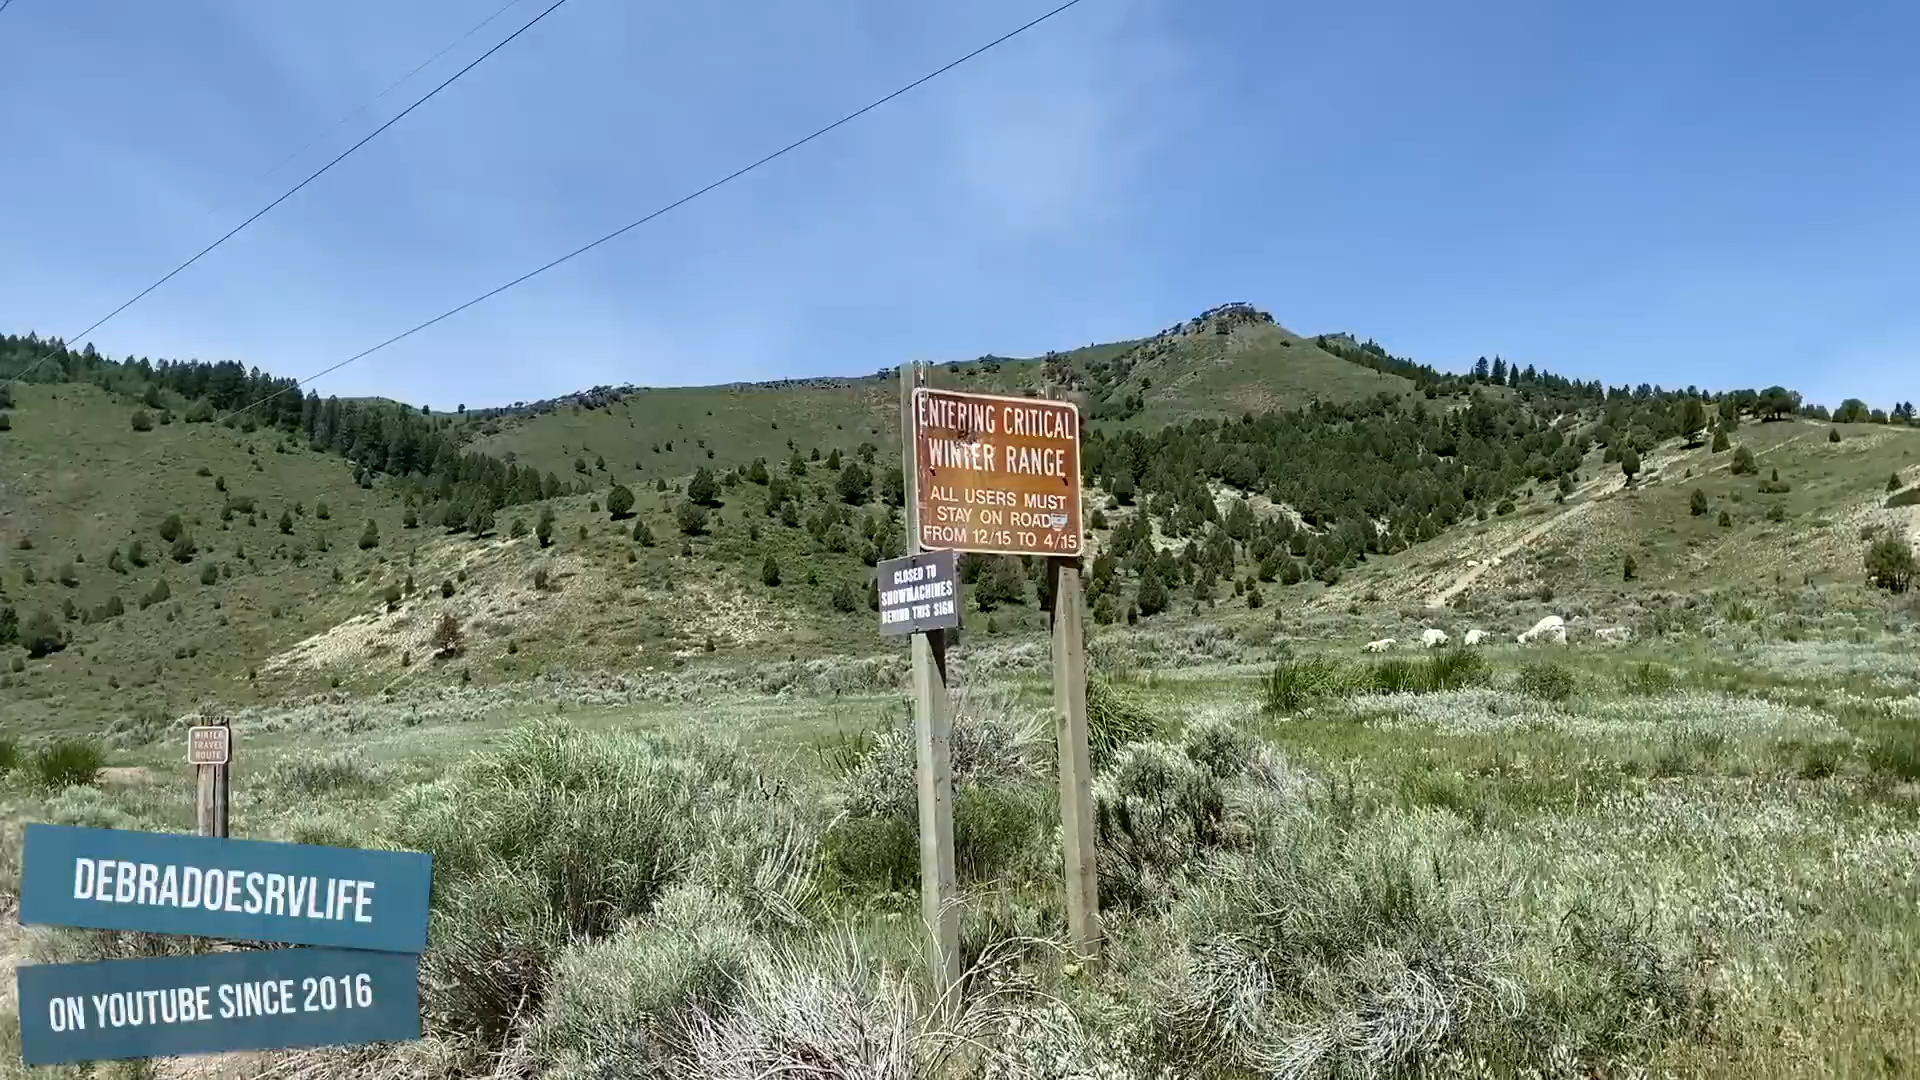 ENTERING CRITICAL
WINTER RANGE
ALL USERS MUST
STAY ON ROAD
FROM 12/15 TO 4/15
CLOSED TO
SNOWMACHINES
BEHIND THIS SIGN
WINTER
TRAVEL
ROUTE
DEBRADOESRVLIFE
ON YOUTUBE SINCE 2016